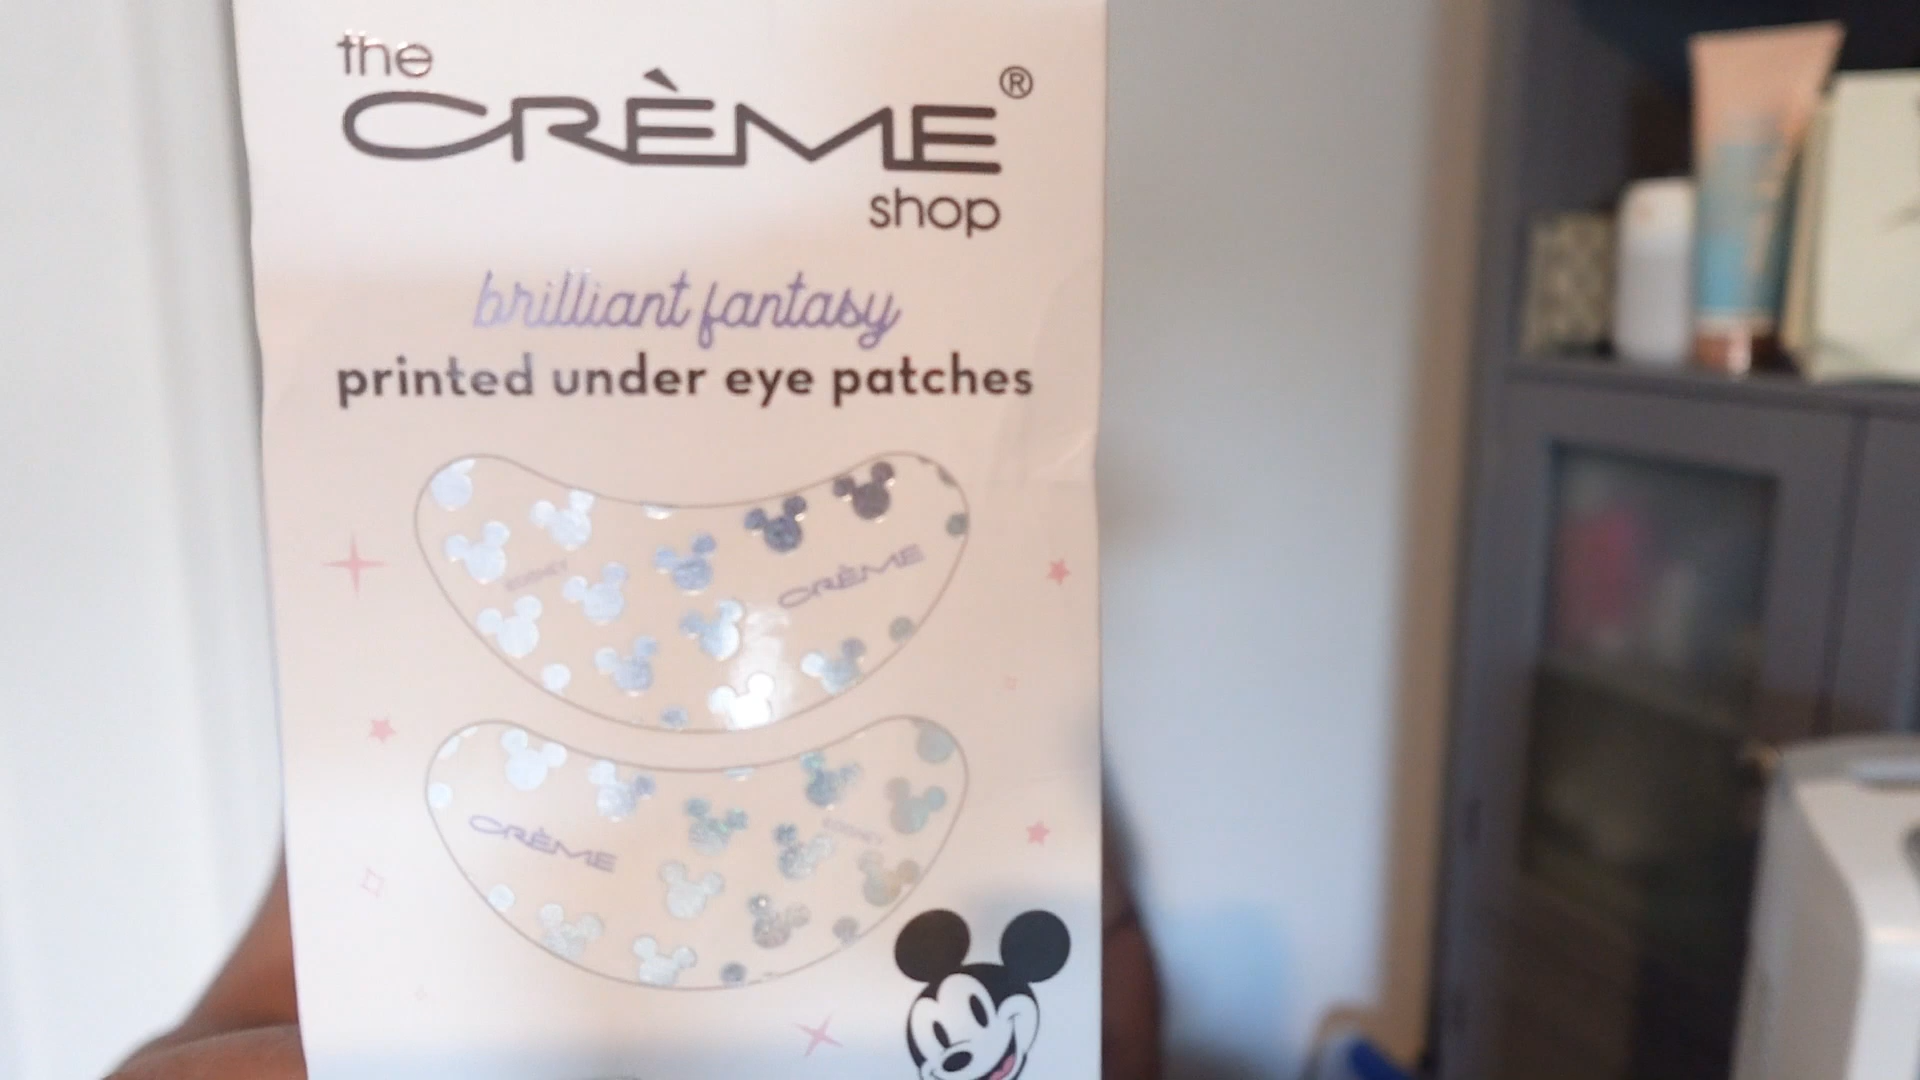 the
CRÈME®
shop
brilliant fantasy
printed under eye patches
CRÈME
CRÈME